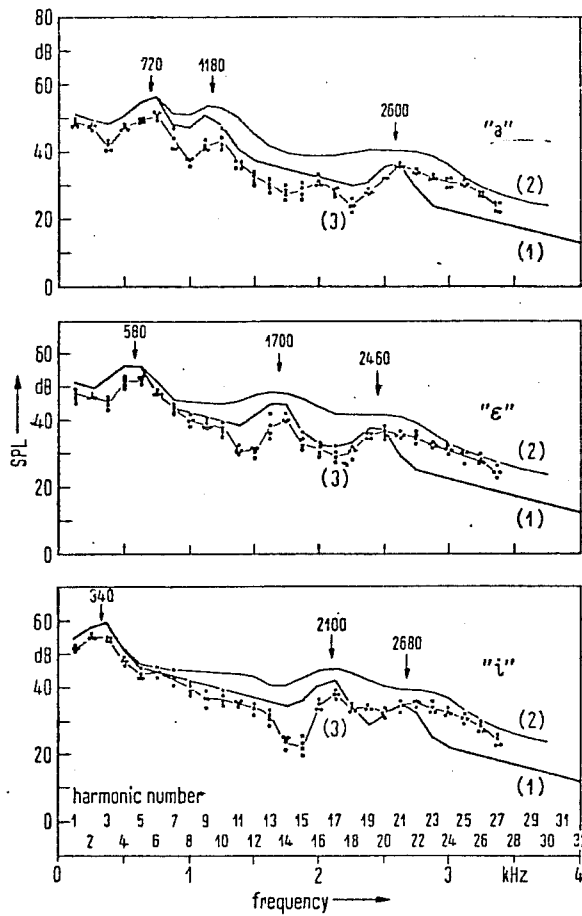 80
dB
60
40
20
0
720
1180
2600
"a"
(2)
(3)
(1)
60
dB
40
20
0
580
1700
2460
"ε"
(2)
(3)
(1)
SPL
60
dB
40
20
0
340
2100
2680
"i"
(2)
(3)
(1)
harmonic number
1 3 5 7 9 11 13 15 17 19 21 23 25 27 29 31
2 4 6 8 10 12 14 16 18 20 22 24 26 28 30
0 1 2 3 kHz 4
frequency